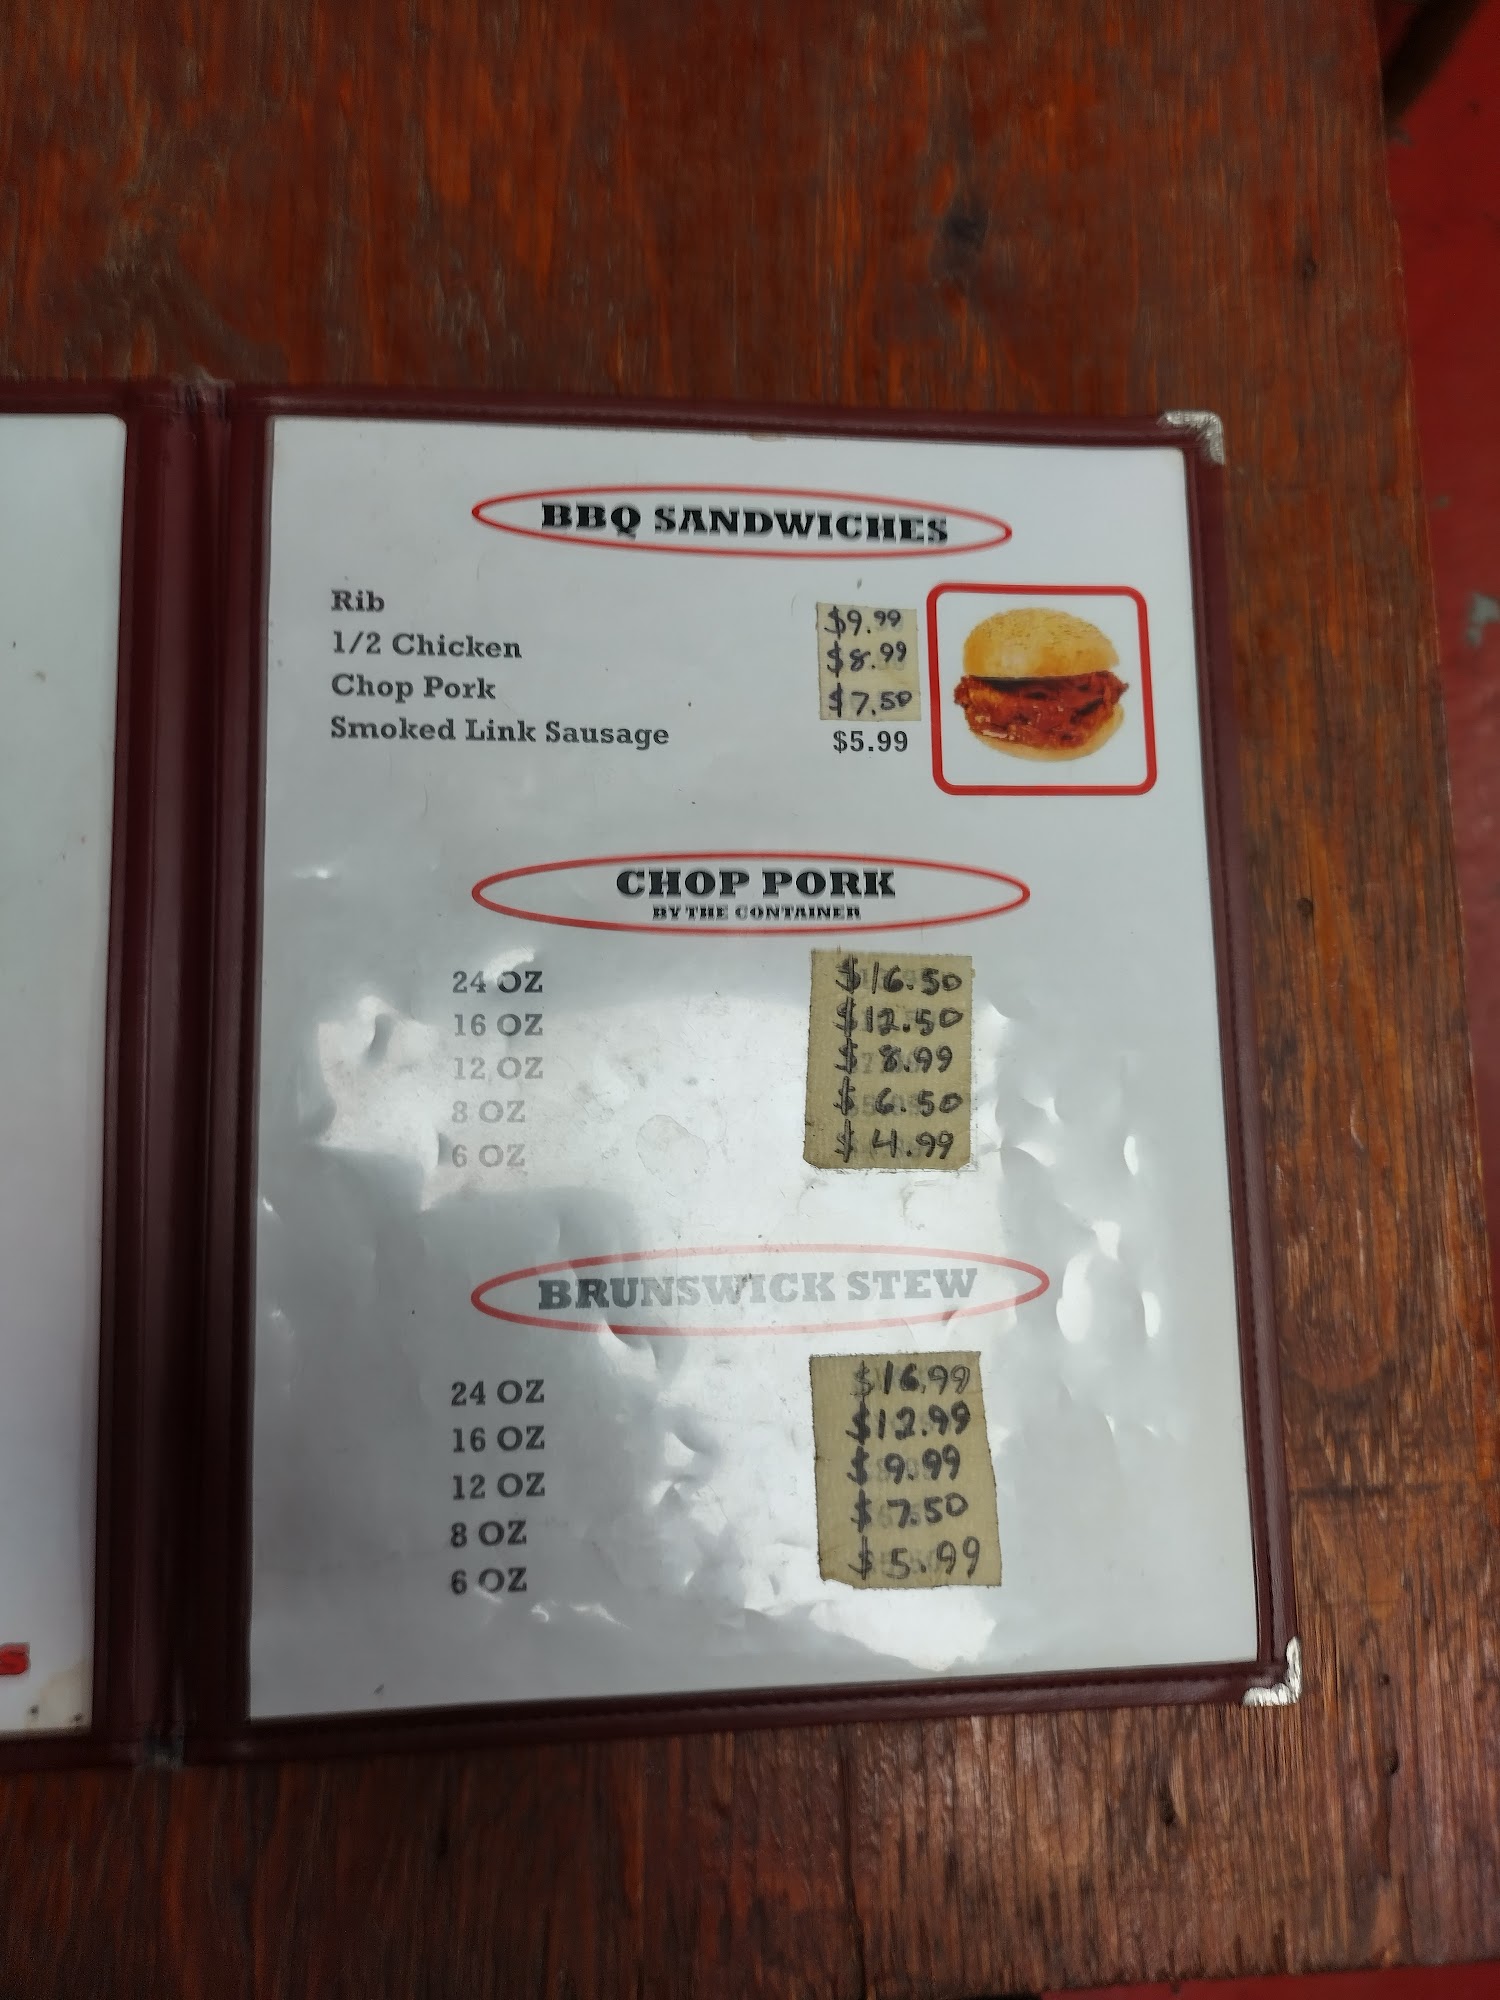 BBQ SANDWICHES
Rib $9.99
1/2 Chicken $8.99
Chop Pork $7.50
Smoked Link Sausage $5.99
CHOP PORK
BY THE CONTAINER
24 OZ $16.50
16 OZ $12.50
12 OZ $8.99
8 OZ $6.50
6 OZ $4.99
BRUNSWICK STEW
24 OZ $16.99
16 OZ $12.99
12 OZ $9.99
8 OZ $7.50
6 OZ $5.99
S